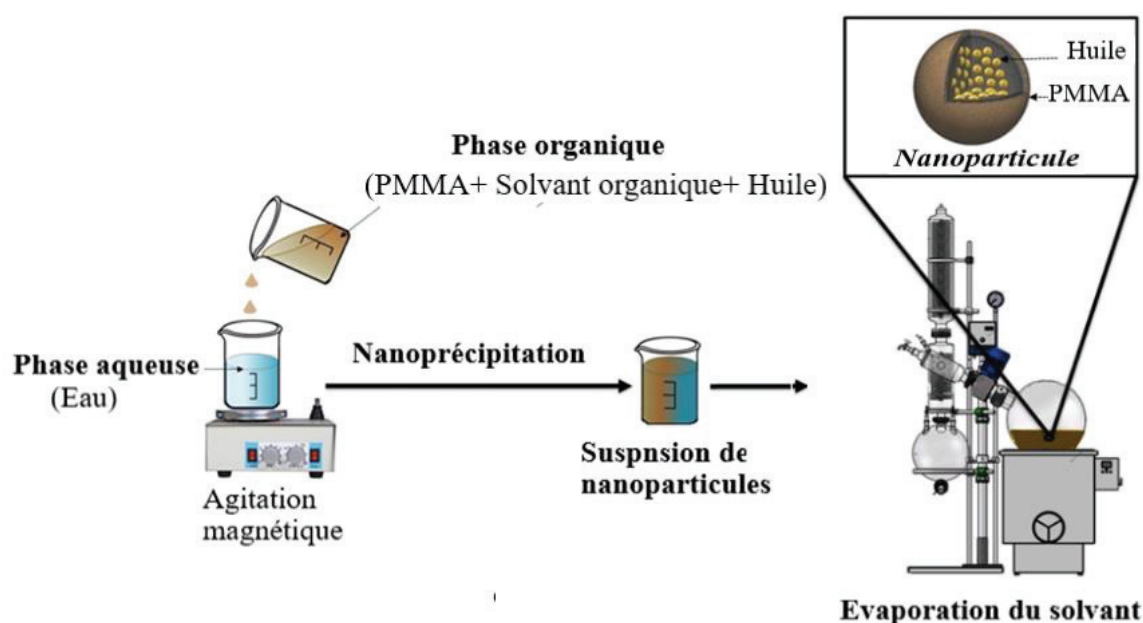 Huile
PMMA
Nanoparticule
Phase organique
(PMMA+ Solvant organique+ Huile)
Phase aqueuse
(Eau)
Nanoprécipitation
Suspnsion de
nanoparticules
Agitation
magnétique
Evaporation du solvant